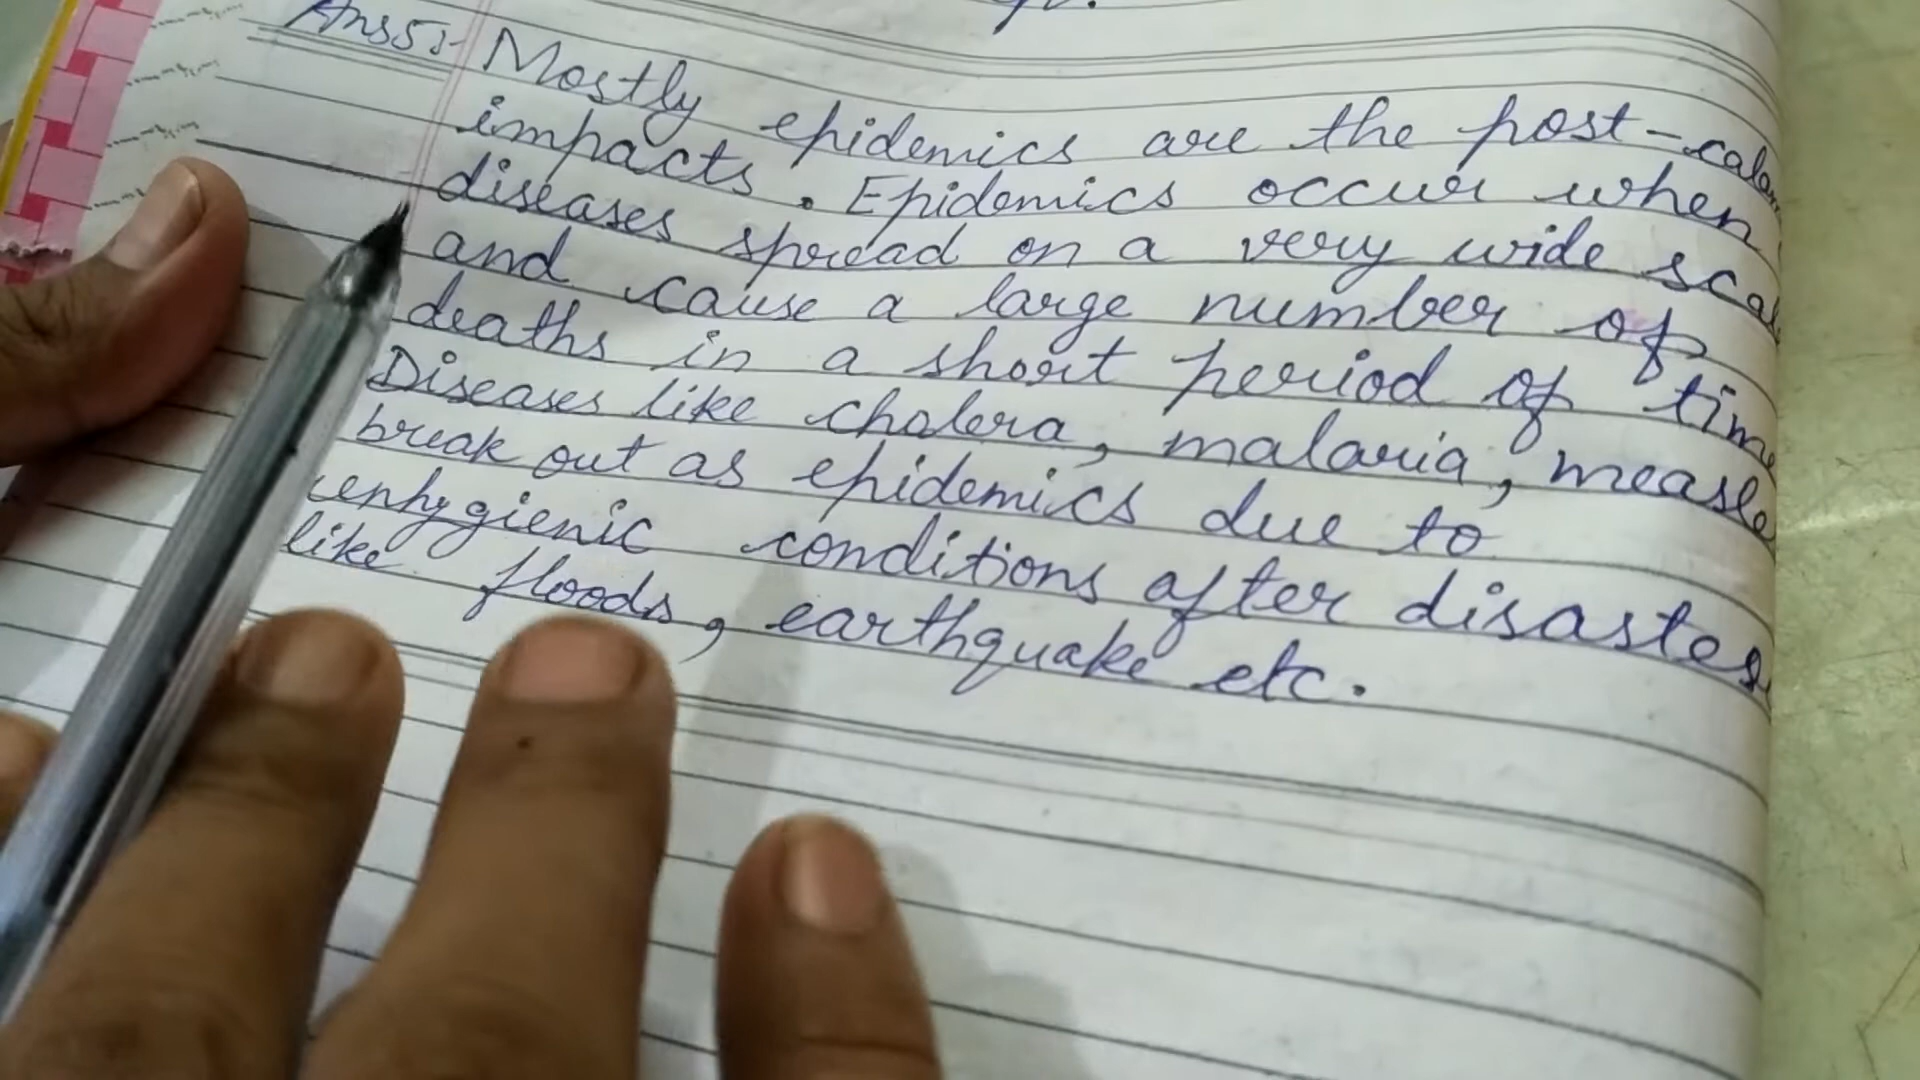 Ans5:- Mostly epidemics are the post-calam
impacts. Epidemics occur when
diseases spread on a very wide scal
and cause a large number of
deaths in a short period of time
Diseases like cholera, malaria, measle
break out as epidemics due to
unhygienic conditions after disaster
like floods, earthquake etc.